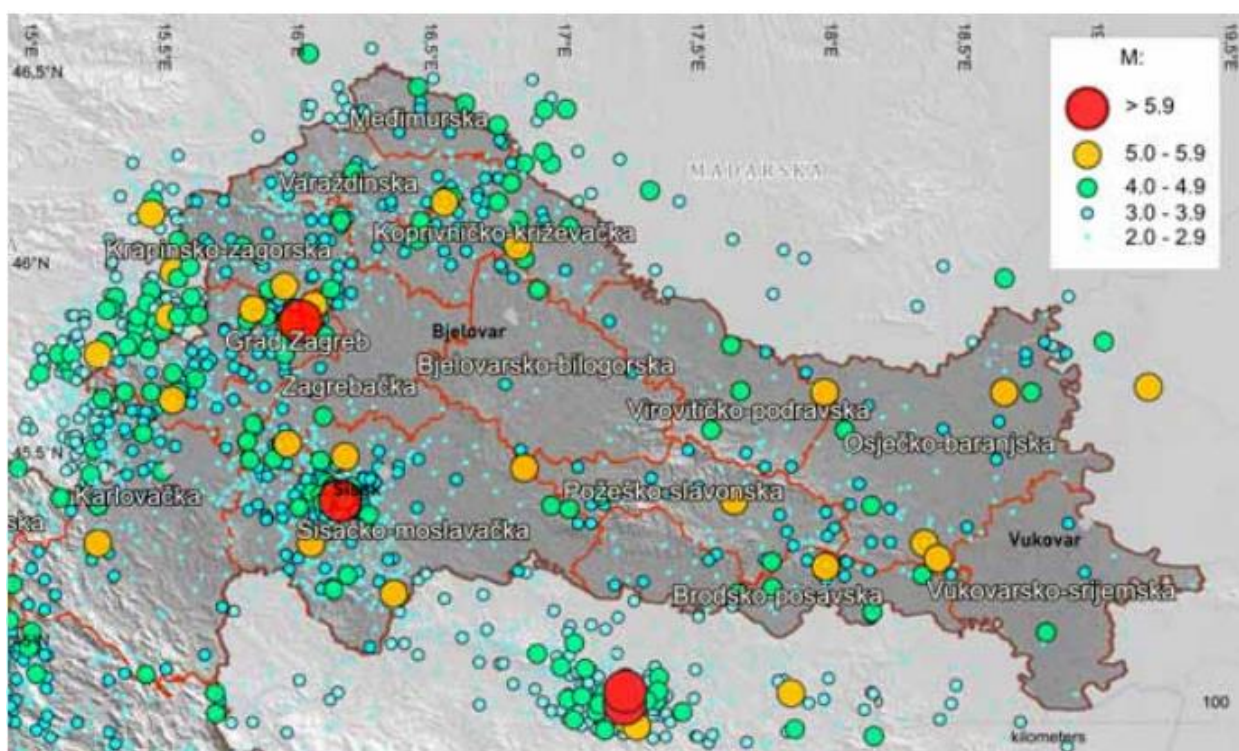 15°E
15.5°E
16°E
16.5°E
17°E
17.5°E
18°E
18.5°E
19.5°E
46.5°N
M:
> 5.9
5.0 - 5.9
4.0 - 4.9
3.0 - 3.9
2.0 - 2.9
Međimurska
MAĐARSKA
Varaždinska
Koprivničko-križevačka
Krapinsko-zagorska
46°N
Bjelovar
Grad Zagreb
Bjelovarsko-bilogorska
Zagrebačka
Virovitičko-podravska
Osječko-baranjska
45.5°N
Požeško-slavonska
Karlovačka
Sisačko-moslavačka
Vukovar
Brodsko-posavska
Vukovarsko-srijemska
100
kilometers